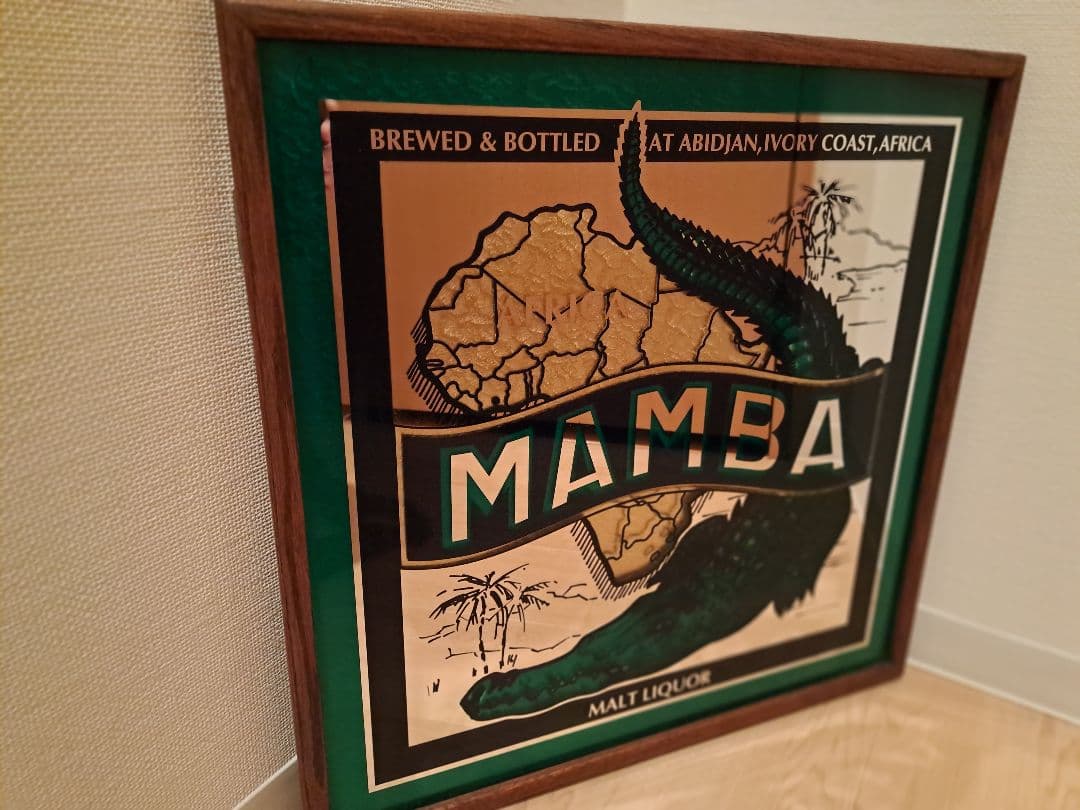 BREWED & BOTTLED AT ABIDJAN, IVORY COAST, AFRICA
AFRICA
MAMBA
MALT LIQUOR